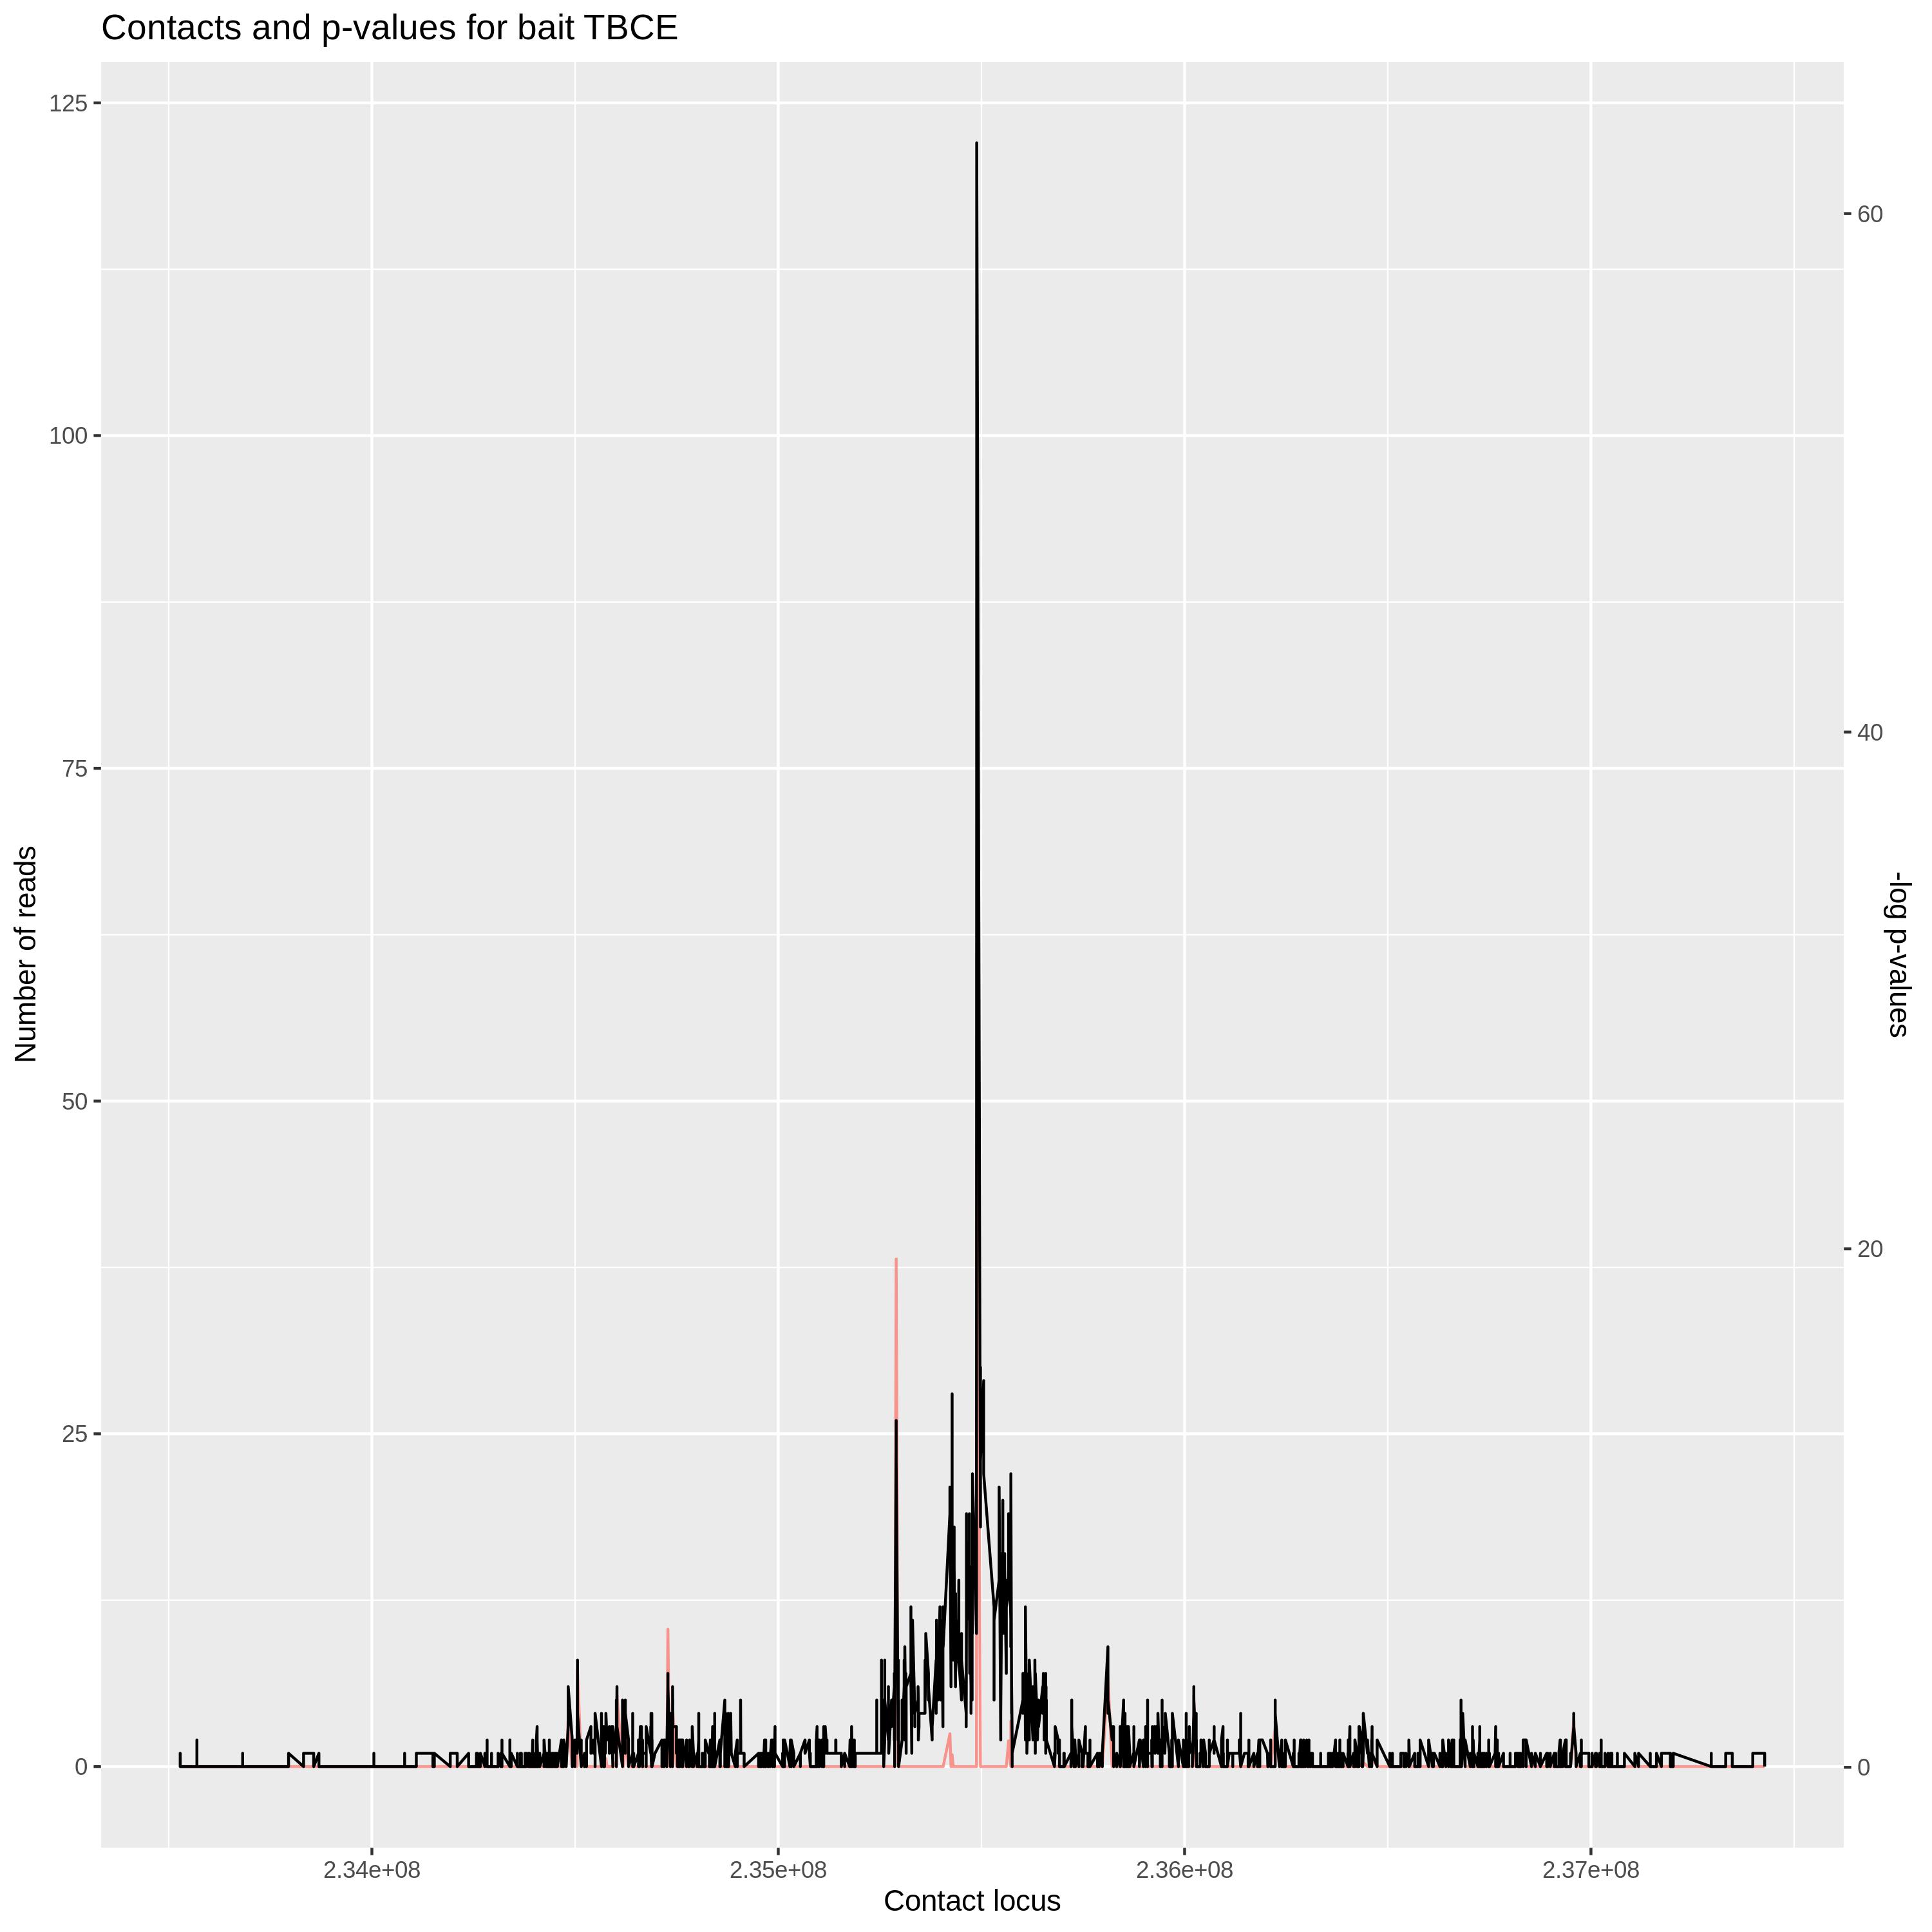 Contacts and p-values for bait TBCE
125
100
75
50
25
0
Number of reads
60
40
20
0
-log p-values
2.34e+08 2.35e+08 2.36e+08 2.37e+08
Contact locus